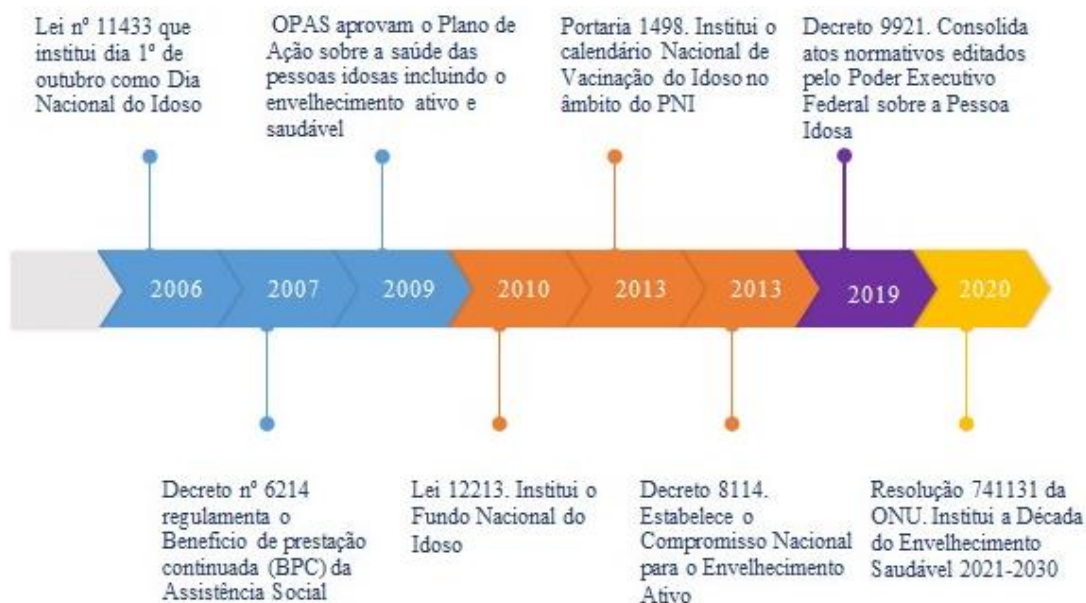 Lei nº 11433 que
institui dia 1º de
outubro como Dia
Nacional do Idoso
OPAS aprovam o Plano de
Ação sobre a saúde das
pessoas idosas incluindo o
envelhecimento ativo e
saudável
Portaria 1498. Institui o
calendário Nacional de
Vacinação do Idoso no
âmbito do PNI
Decreto 9921. Consolida
atos normativos editados
pelo Poder Executivo
Federal sobre a Pessoa
Idosa
2006
2007
2009
2010
2013
2013
2019
2020
Decreto nº 6214
regulamenta o
Beneficio de prestação
continuada (BPC) da
Assistência Social
Lei 12213. Institui o
Fundo Nacional do
Idoso
Decreto 8114.
Estabelece o
Compromisso Nacional
para o Envelhecimento
Ativo
Resolução 741131 da
ONU. Institui a Década
do Envelhecimento
Saudável 2021-2030